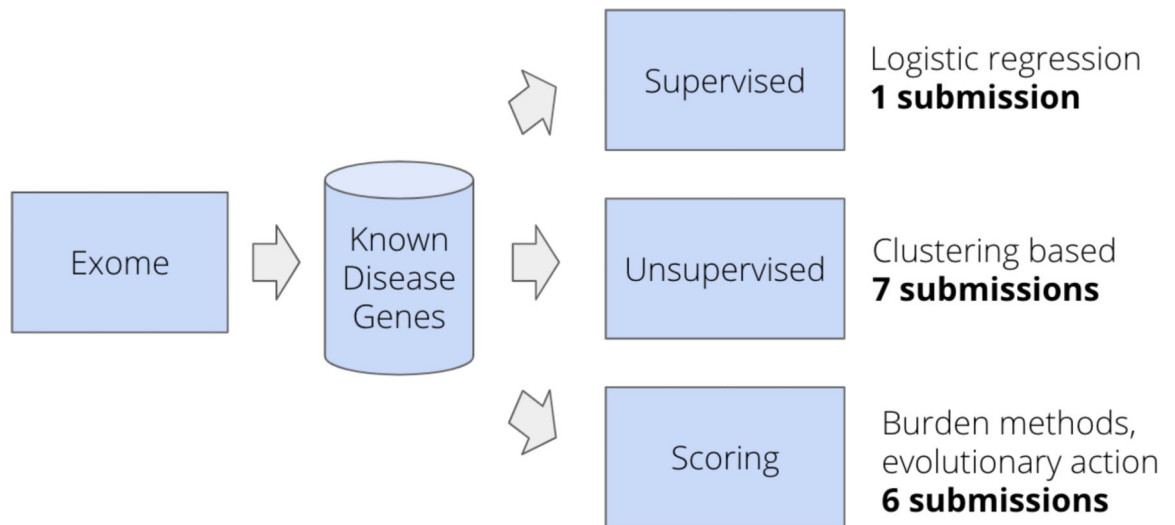 Exome
Known
Disease
Genes
Supervised
Logistic regression
1 submission
Unsupervised
Clustering based
7 submissions
Scoring
Burden methods,
evolutionary action
6 submissions